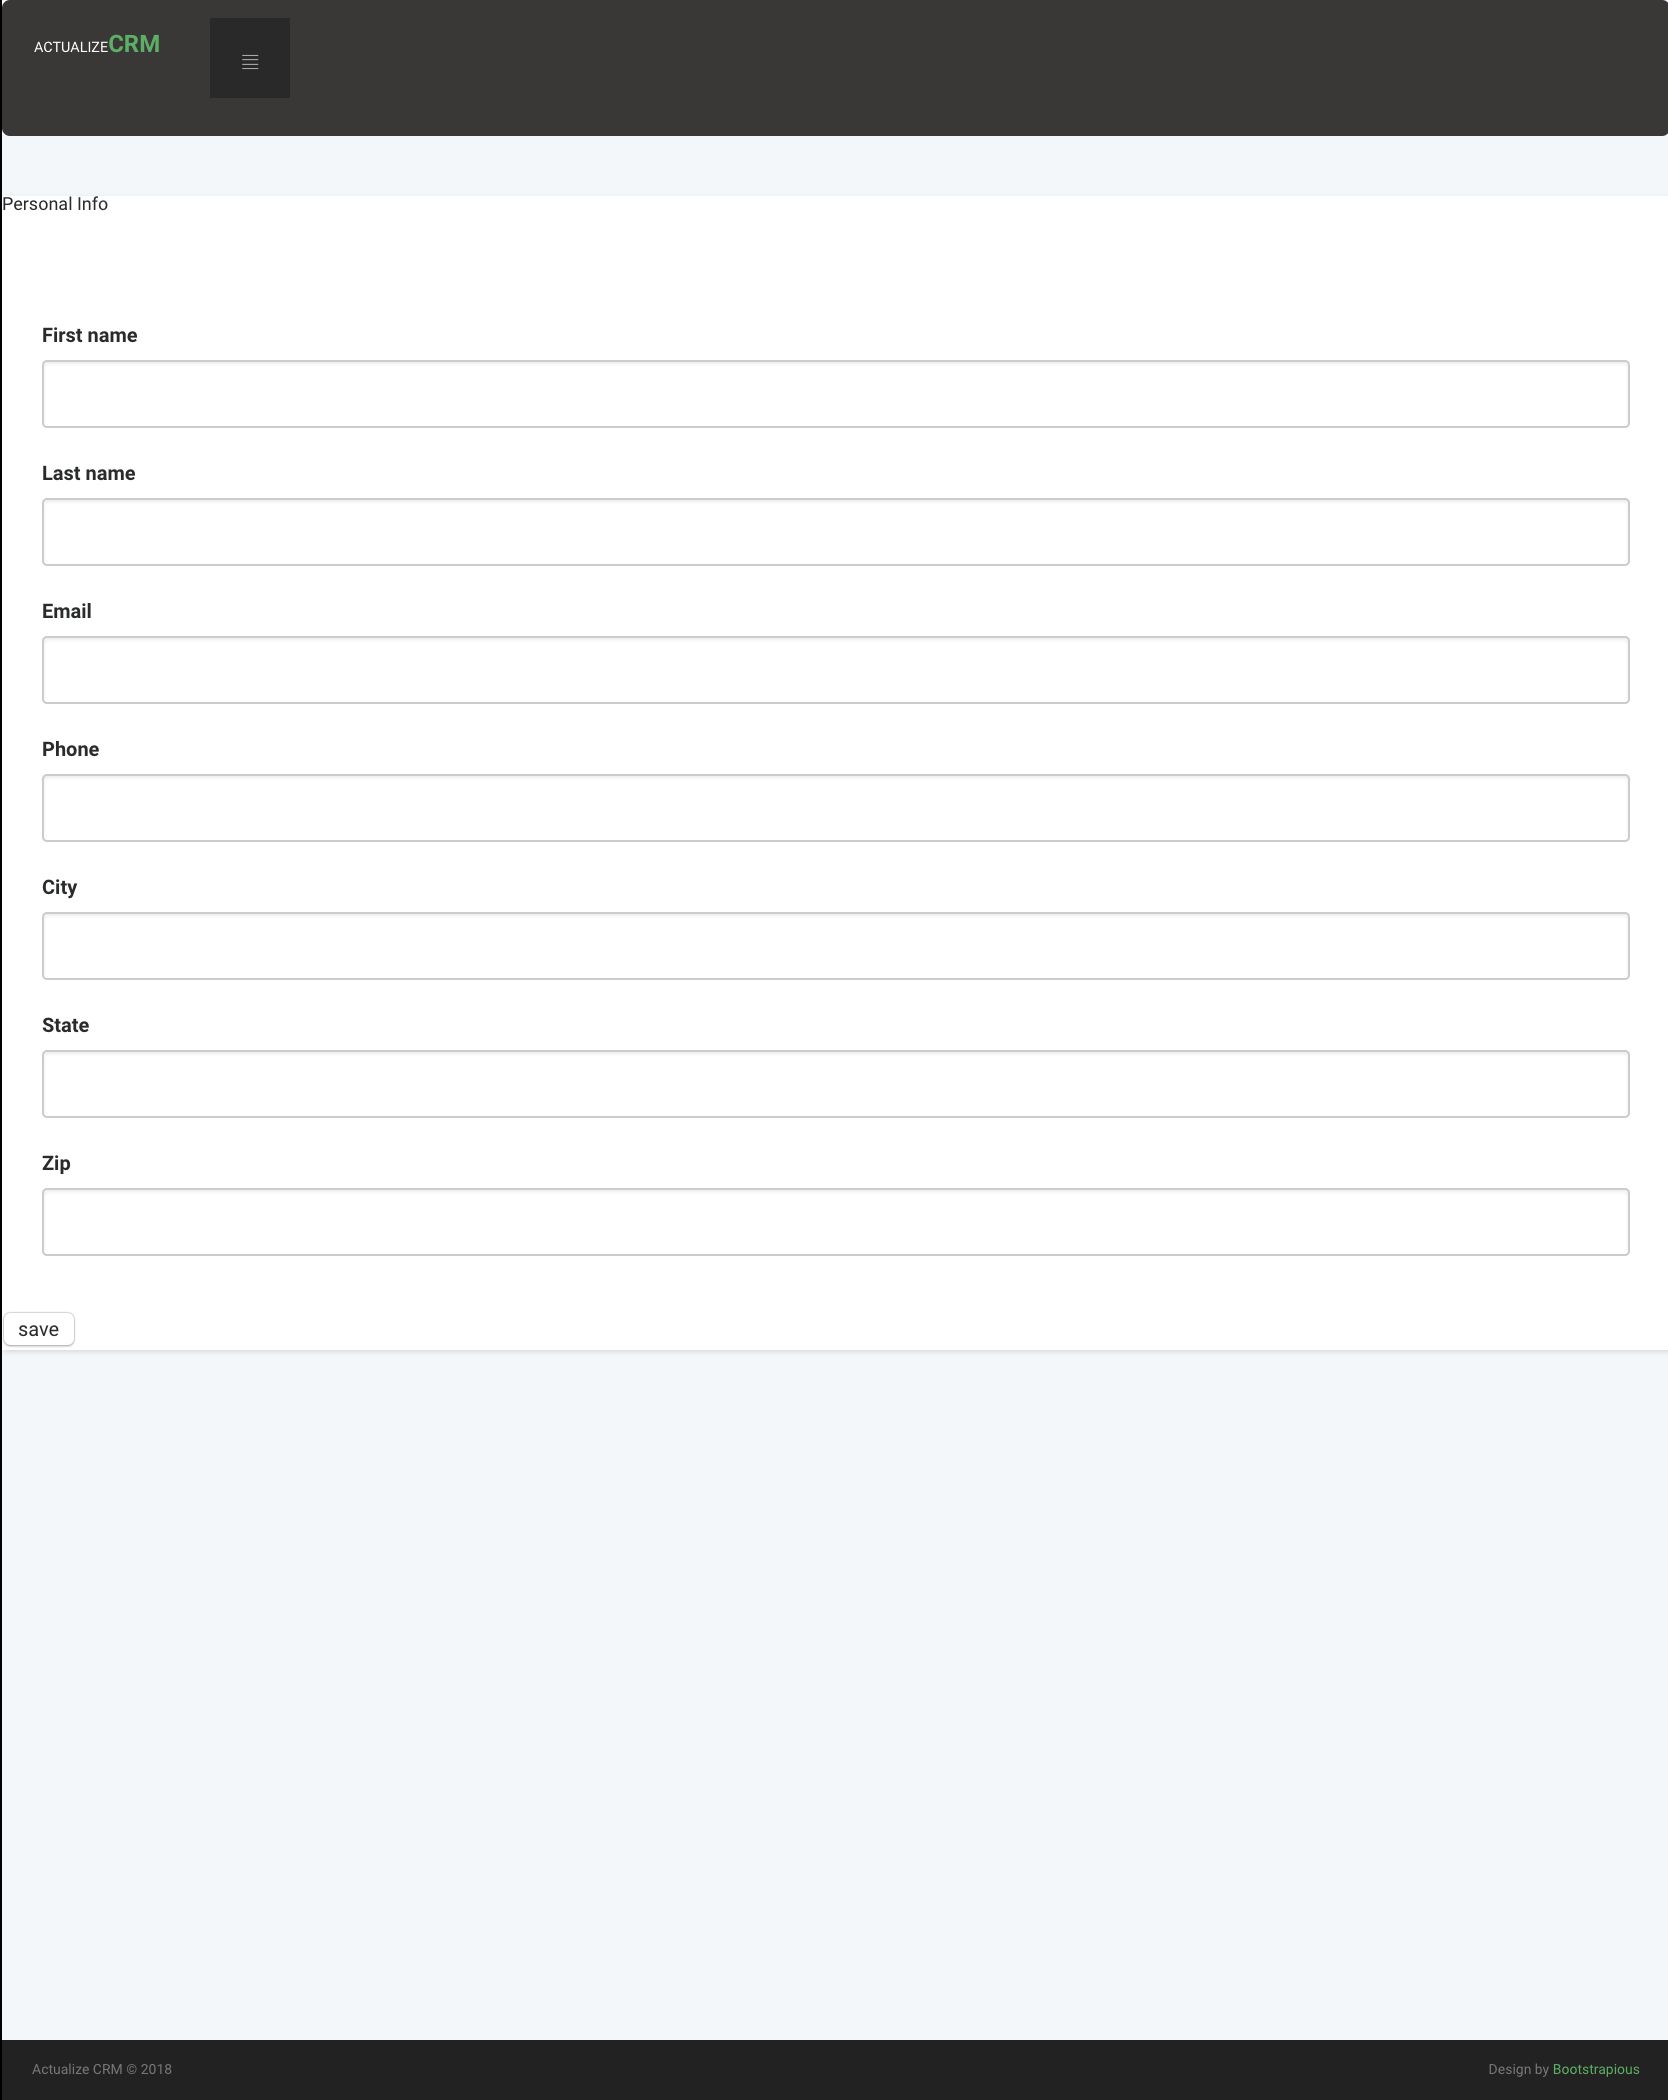 ACTUALIZECRM
Personal Info
First name
Last name
Email
Phone
City
State
Zip
save
Actualize CRM © 2018
Design by Bootstrapious